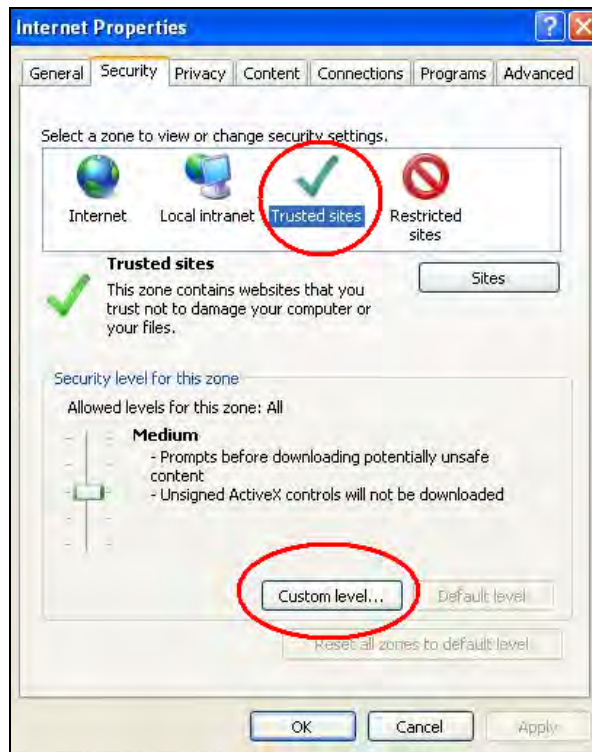 Internet Properties
General Security Privacy Content Connections Programs Advanced
Select a zone to view or change security settings.
Internet
Local intranet
Trusted sites
Restricted
sites
Trusted sites
This zone contains websites that you
trust not to damage your computer or
your files.
Sites
Security level for this zone
Allowed levels for this zone: All
Medium
- Prompts before downloading potentially unsafe
content
- Unsigned ActiveX controls will not be downloaded
Custom level...
Default level
Reset all zones to default level
OK
Cancel
Apply